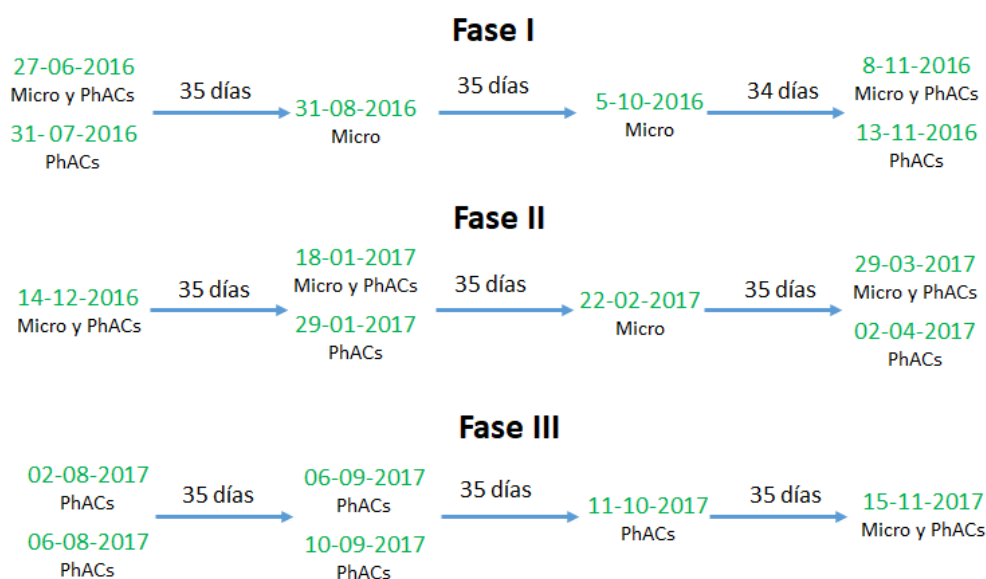 Fase I
27-06-2016
Micro y PhACs
31- 07-2016
PhACs
35 días
31-08-2016
Micro
35 días
5-10-2016
Micro
34 días
8-11-2016
Micro y PhACs
13-11-2016
PhACs
Fase II
14-12-2016
Micro y PhACs
35 días
18-01-2017
Micro y PhACs
29-01-2017
PhACs
35 días
22-02-2017
Micro
35 días
29-03-2017
Micro y PhACs
02-04-2017
PhACs
Fase III
02-08-2017
PhACs
06-08-2017
PhACs
35 días
06-09-2017
PhACs
10-09-2017
PhACs
35 días
11-10-2017
PhACs
35 días
15-11-2017
Micro y PhACs